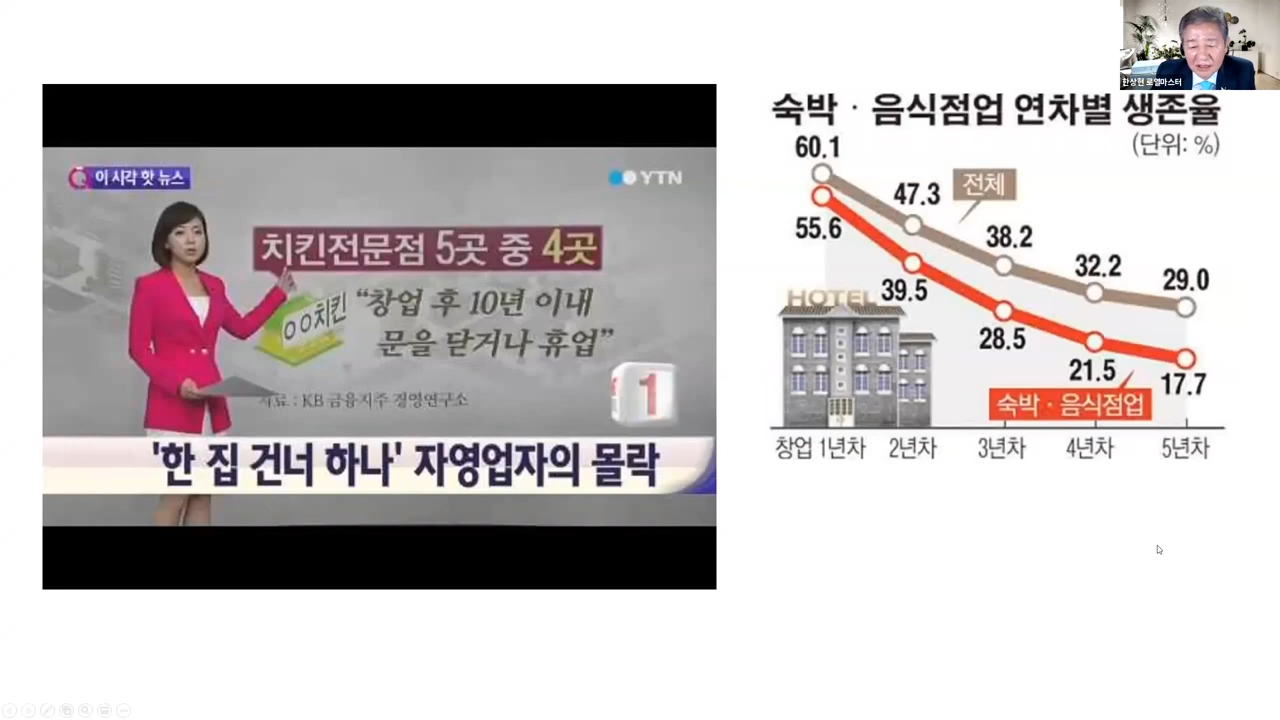 한상현 로열마스터
이 시각 핫 뉴스
YTN
치킨전문점 5곳 중 4곳
○○치킨
“창업 후 10년 이내
문을 닫거나 휴업”
1
자료 : KB 금융지주 경영연구소
'한 집 건너 하나' 자영업자의 몰락
숙박 · 음식점업 연차별 생존율
(단위: %)
60.1
47.3
38.2
32.2
29.0
전체
55.6
39.5
28.5
21.5
17.7
HOTEL
숙박 · 음식점업
창업 1년차 2년차 3년차 4년차 5년차